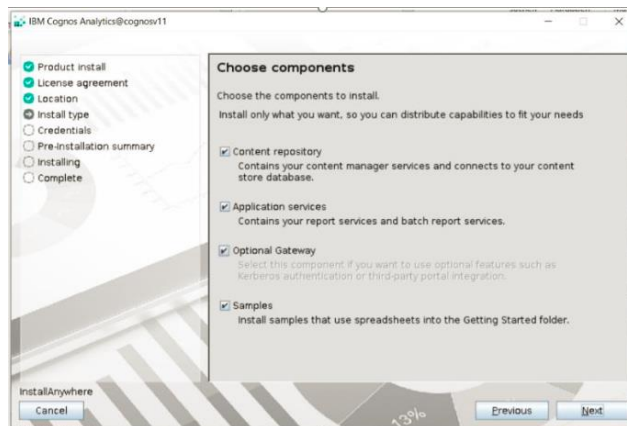 IBM Cognos Analytics@cognosv11
Product install
License agreement
Location
Install type
Credentials
Pre-Installation summary
Installing
Complete
Choose components
Choose the components to install.
Install only what you want, so you can distribute capabilities to fit your needs
Content repository
Contains your content manager services and connects to your content
store database.
Application services
Contains your report services and batch report services.
Optional Gateway
Select this component if you want to use optional features such as
Kerberos authentication or third-party portal integration.
Samples
Install samples that use spreadsheets into the Getting Started folder.
InstallAnywhere
Cancel
13%
Previous
Next